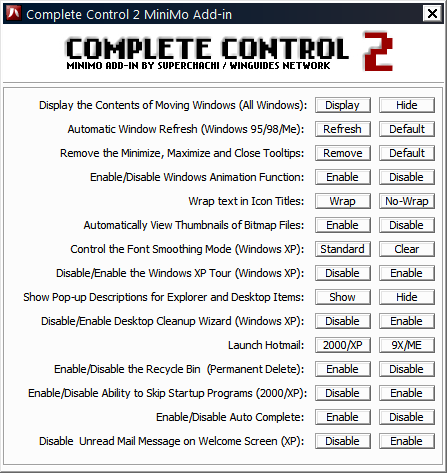 Complete Control 2 MiniMo Add-in
COMPLETE CONTROL 2
MINIMO ADD-IN BY SUPERCHACHI / WINGUIDES NETWORK
Display the Contents of Moving Windows (All Windows): Display Hide
Automatic Window Refresh (Windows 95/98/Me): Refresh Default
Remove the Minimize, Maximize and Close Tooltips: Remove Default
Enable/Disable Windows Animation Function: Enable Disable
Wrap text in Icon Titles: Wrap No-Wrap
Automatically View Thumbnails of Bitmap Files: Enable Disable
Control the Font Smoothing Mode (Windows XP): Standard Clear
Disable/Enable the Windows XP Tour (Windows XP): Disable Enable
Show Pop-up Descriptions for Explorer and Desktop Items: Show Hide
Disable/Enable Desktop Cleanup Wizard (Windows XP): Disable Enable
Launch Hotmail: 2000/XP 9X/ME
Enable/Disable the Recycle Bin (Permanent Delete): Enable Disable
Enable/Disable Ability to Skip Startup Programs (2000/XP): Disable Enable
Enable/Disable Auto Complete: Enable Disable
Disable Unread Mail Message on Welcome Screen (XP): Disable Enable